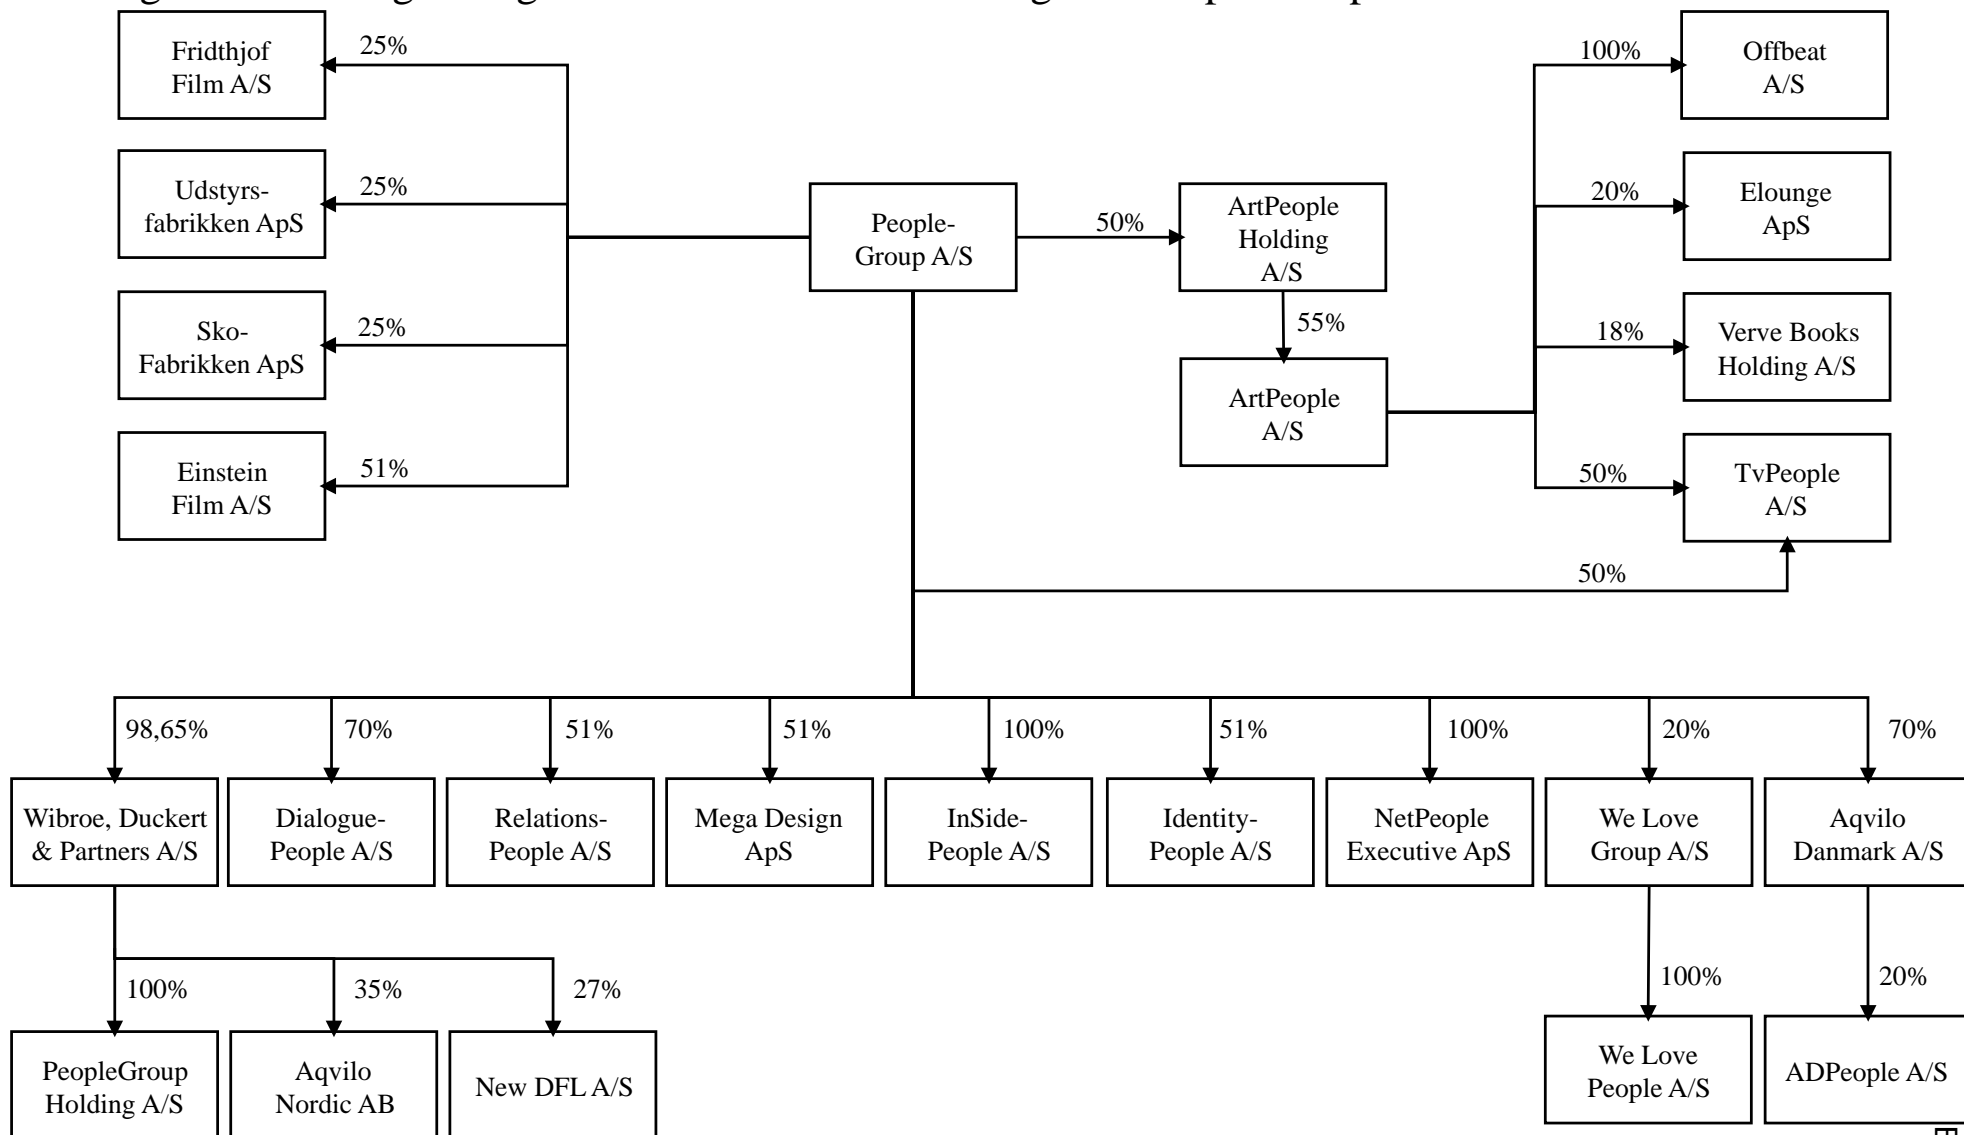 Fridthjof
Film A/S
25%
Udstyrs-
fabrikken ApS
25%
Sko-
Fabrikken ApS
25%
Einstein
Film A/S
51%
People-
Group A/S
50%
ArtPeople
Holding
A/S
55%
ArtPeople
A/S
100%
Offbeat
A/S
20%
Elounge
ApS
18%
Verve Books
Holding A/S
50%
TvPeople
A/S
50%
98,65%
70%
51%
51%
100%
51%
100%
20%
70%
Wibroe, Duckert
& Partners A/S
Dialogue-
People A/S
Relations-
People A/S
Mega Design
ApS
InSide-
People A/S
Identity-
People A/S
NetPeople
Executive ApS
We Love
Group A/S
Aqvilo
Danmark A/S
100%
35%
27%
100%
20%
PeopleGroup
Holding A/S
Aqvilo
Nordic AB
New DFL A/S
We Love
People A/S
ADPeople A/S